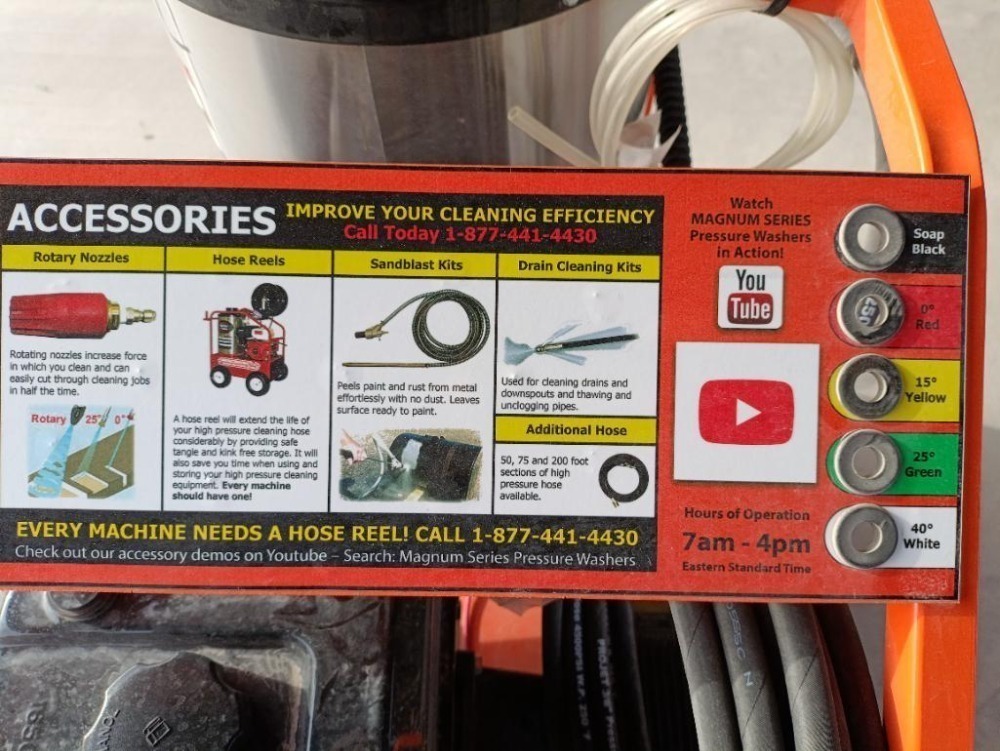 ACCESSORIES
IMPROVE YOUR CLEANING EFFICIENCY
Call Today 1-877-441-4430
Rotary Nozzles
Rotating nozzles increase force
in which you clean and can
easily cut through cleaning jobs
in half the time.
Rotary 25° 0°
Hose Reels
A hose reel will extend the life of
your high pressure cleaning hose
considerably by providing safe
tangle and kink free storage. It will
also save you time when using and
storing your high pressure cleaning
equipment. Every machine
should have one!
Sandblast Kits
Peels paint and rust from metal
effortlessly with no dust. Leaves
surface ready to paint.
Drain Cleaning Kits
Used for cleaning drains and
downspouts and thawing and
unclogging pipes.
Additional Hose
50, 75 and 200 foot
sections of high
pressure hose
available.
EVERY MACHINE NEEDS A HOSE REEL! CALL 1-877-441-4430
Check out our accessory demos on Youtube – Search: Magnum Series Pressure Washers
Watch
MAGNUM SERIES
Pressure Washers
in Action!
You
Tube
Hours of Operation
7am - 4pm
Eastern Standard Time
Soap
Black
0°
Red
15°
Yellow
25°
Green
40°
White